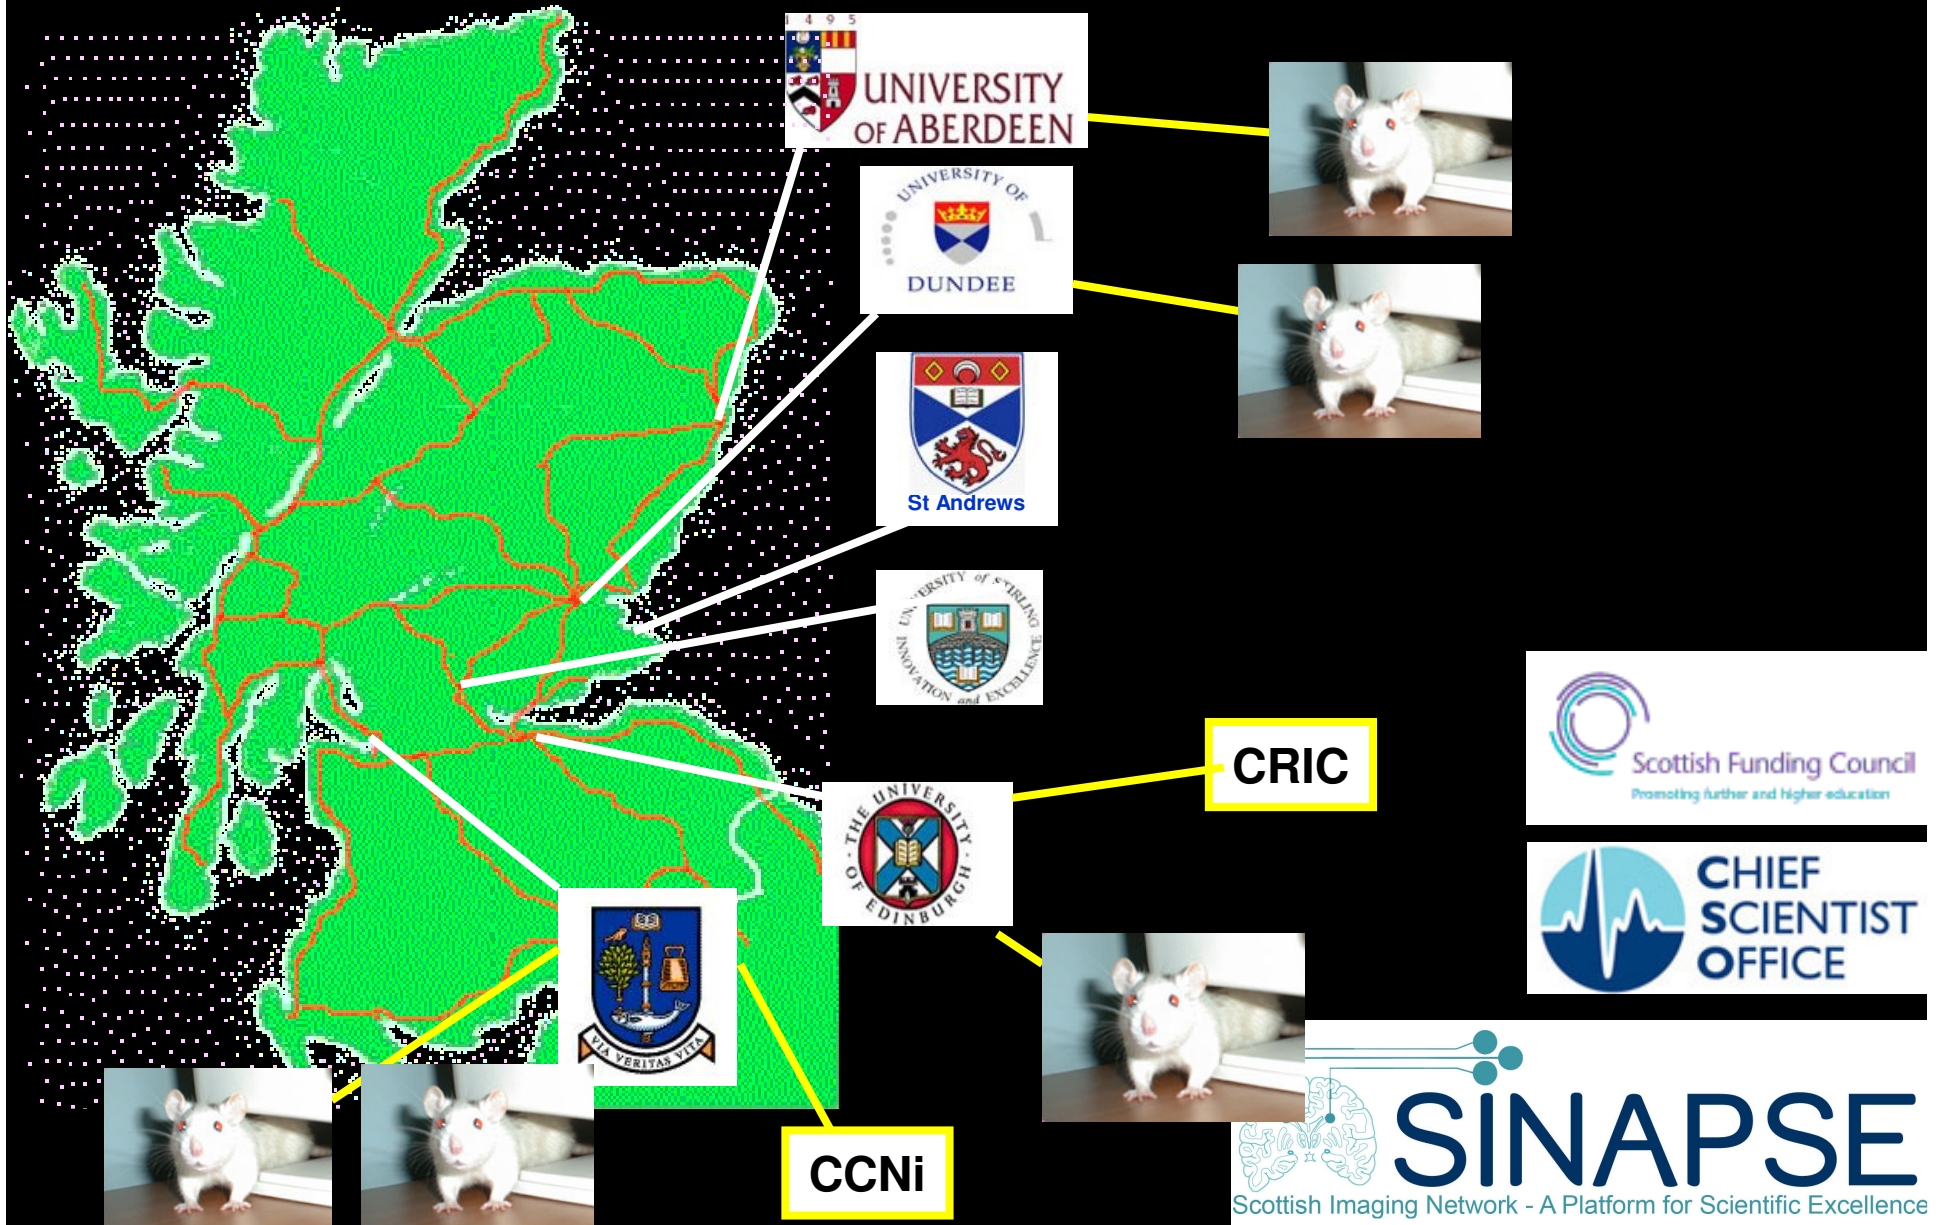 1 4 9 5
UNIVERSITY
OF ABERDEEN
UNIVERSITY OF
DUNDEE
St Andrews
UNIVERSITY of STIRLING
INNOVATION and EXCELLENCE
CRIC
Scottish Funding Council
Promoting further and higher education
· THE UNIVERSITY ·
OF EDINBURGH
CHIEF
SCIENTIST
OFFICE
VIA VERITAS VITA
CCNi
SINAPSE
Scottish Imaging Network - A Platform for Scientific Excellence